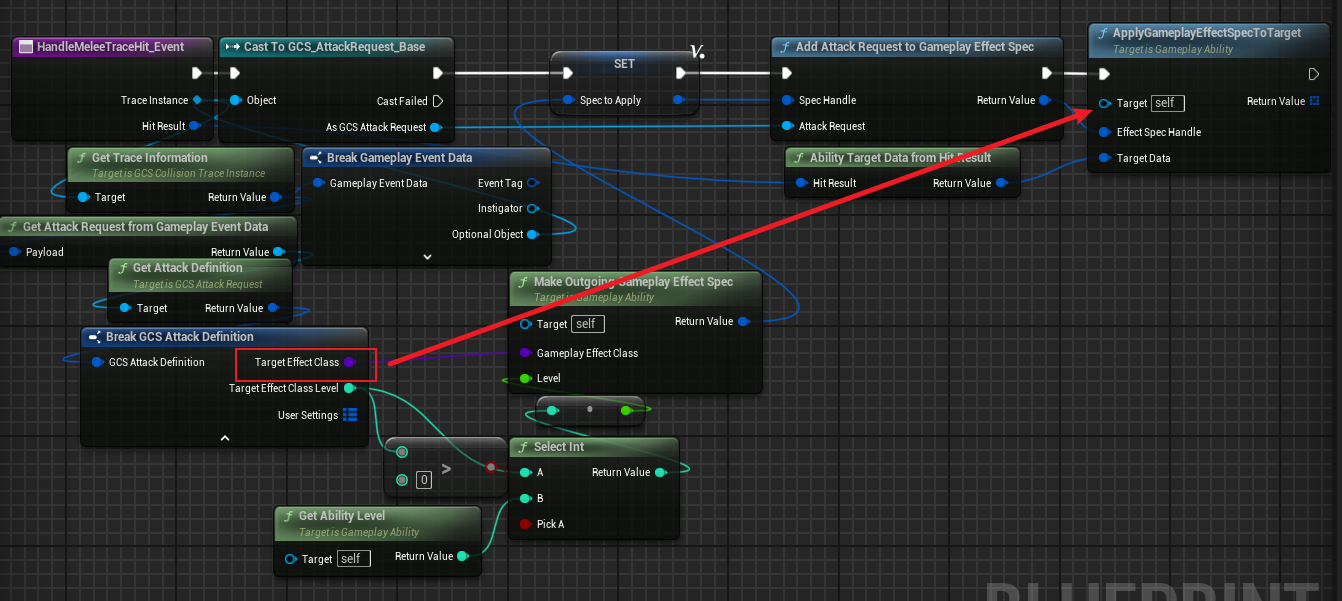 HandleMeleeTraceHit_Event
Trace Instance
Hit Result
Cast To GCS_AttackRequest_Base
Object
Cast Failed
As GCS Attack Request
SET
Spec to Apply
V.
Add Attack Request to Gameplay Effect Spec
Spec Handle
Return Value
Attack Request
ApplyGameplayEffectSpecToTarget
Target is Gameplay Ability
Target self
Return Value
Effect Spec Handle
Target Data
Get Trace Information
Target is GCS Collision Trace Instance
Target
Return Value
Break Gameplay Event Data
Gameplay Event Data
Event Tag
Instigator
Optional Object
Ability Target Data from Hit Result
Hit Result
Return Value
Get Attack Request from Gameplay Event Data
Payload
Return Value
Get Attack Definition
Target is GCS Attack Request
Target
Return Value
Make Outgoing Gameplay Effect Spec
Target is Gameplay Ability
Target self
Return Value
Gameplay Effect Class
Level
Break GCS Attack Definition
GCS Attack Definition
Target Effect Class
Target Effect Class Level
User Settings
>
0
Select Int
A
Return Value
B
Pick A
Get Ability Level
Target is Gameplay Ability
Target self
Return Value
BLUEPRINT